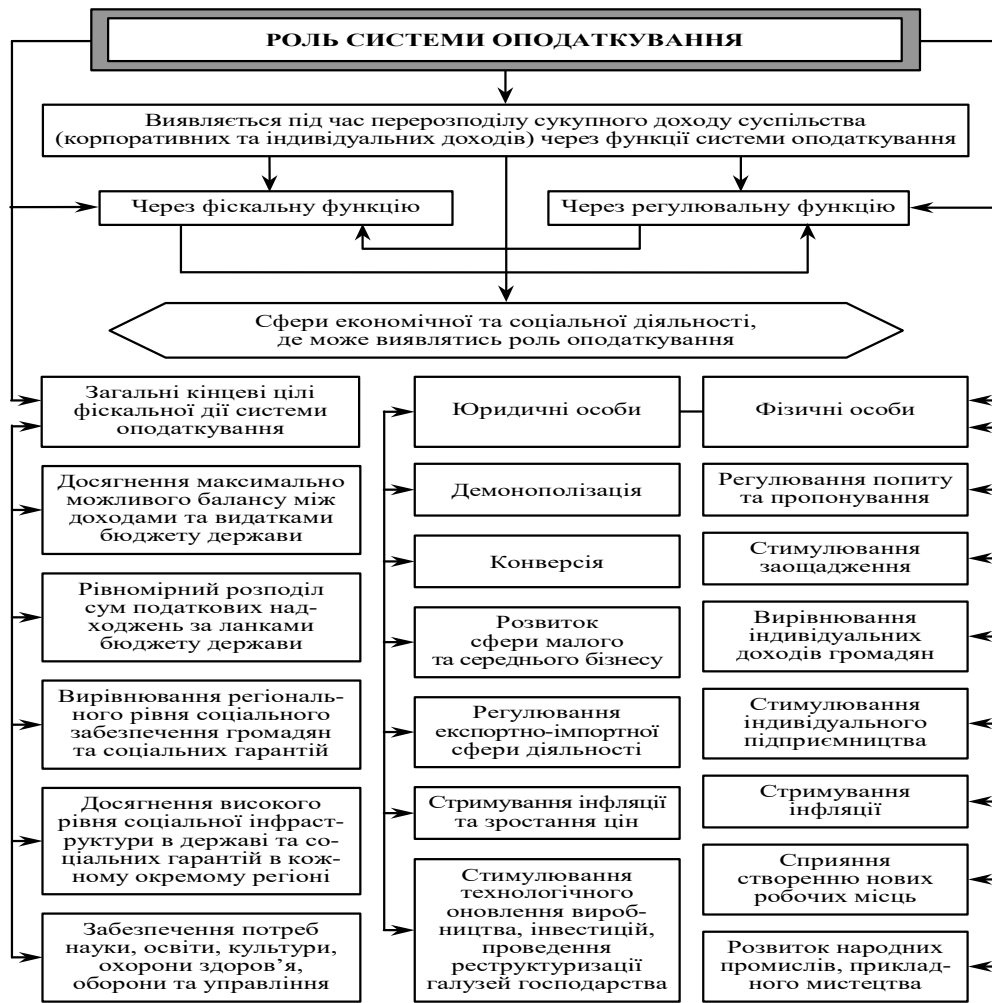 РОЛЬ СИСТЕМИ ОПОДАТКУВАННЯ
Виявляється під час перерозподілу сукупного доходу суспільства
(корпоративних та індивідуальних доходів) через функції системи оподаткування
Через фіскальну функцію
Через регулювальну функцію
Сфери економічної та соціальної діяльності,
де може виявлятись роль оподаткування
Загальні кінцеві цілі
фіскальної дії системи
оподаткування
Досягнення максимально
можливого балансу між
доходами та видатками
бюджету держави
Рівномірний розподіл
сум податкових над-
ходжень за ланками
бюджету держави
Вирівнювання регіональ-
ного рівня соціального
забезпечення громадян
та соціальних гарантій
Досягнення високого
рівня соціальної інфраст-
руктури в державі та со-
ціальних гарантій в кож-
ному окремому регіоні
Забезпечення потреб
науки, освіти, культури,
охорони здоров’я,
оборони та управління
Юридичні особи
Демонополізація
Конверсія
Розвиток
сфери малого
та середнього бізнесу
Регулювання
експортно-імпортної
сфери діяльності
Стримування інфляції
та зростання цін
Стимулювання
технологічного
оновлення вироб-
ництва, інвестицій,
проведення
реструктуризації
галузей господарства
Фізичні особи
Регулювання попиту
та пропонування
Стимулювання
заощадження
Вирівнювання
індивідуальних
доходів громадян
Стимулювання
індивідуального
підприємництва
Стримування
інфляції
Сприяння
створенню нових
робочих місць
Розвиток народних
промислів, приклад-
ного мистецтва